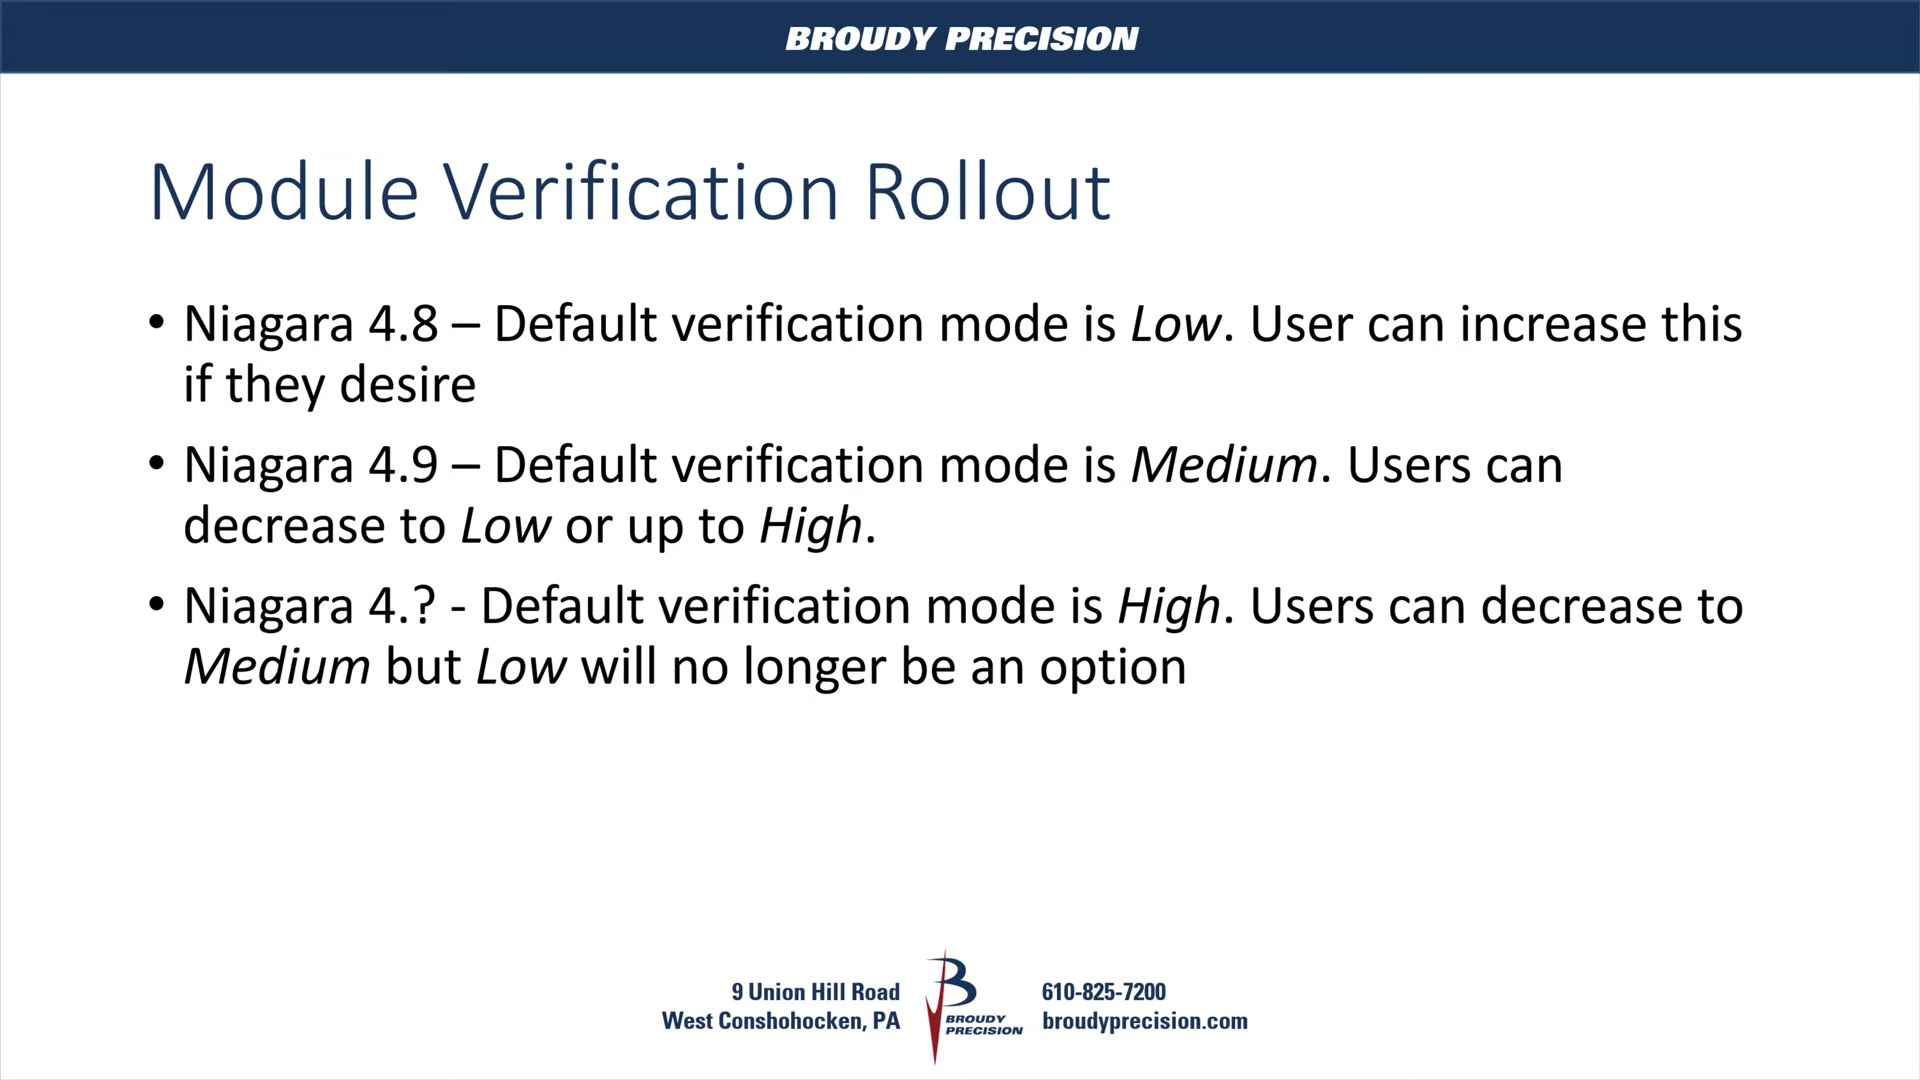 BROUDY PRECISION
Module Verification Rollout
• Niagara 4.8 – Default verification mode is Low. User can increase this
if they desire
• Niagara 4.9 – Default verification mode is Medium. Users can
decrease to Low or up to High.
• Niagara 4.? - Default verification mode is High. Users can decrease to
Medium but Low will no longer be an option
9 Union Hill Road
West Conshohocken, PA
B
BROUDY
PRECISION
610-825-7200
broudyprecision.com